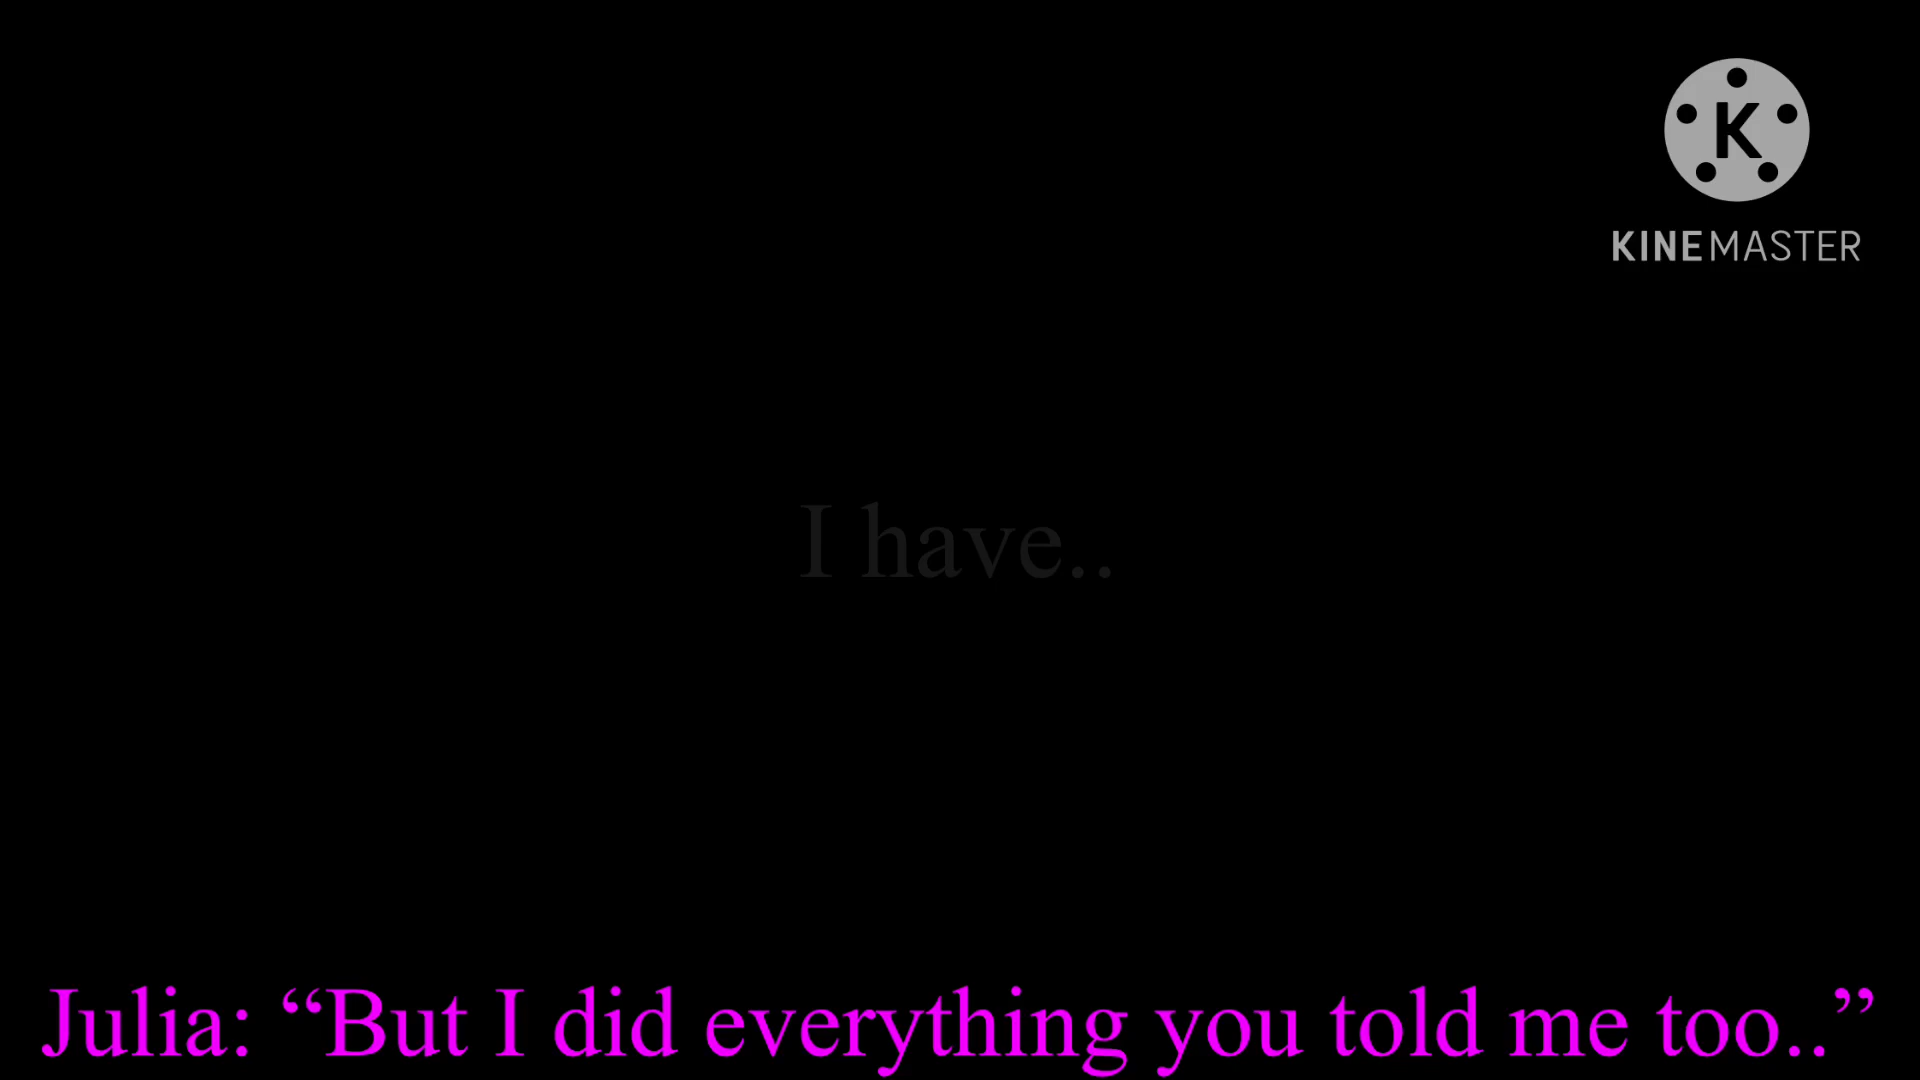 K
KINEMASTER
I have..
Julia: “But I did everything you told me too..”